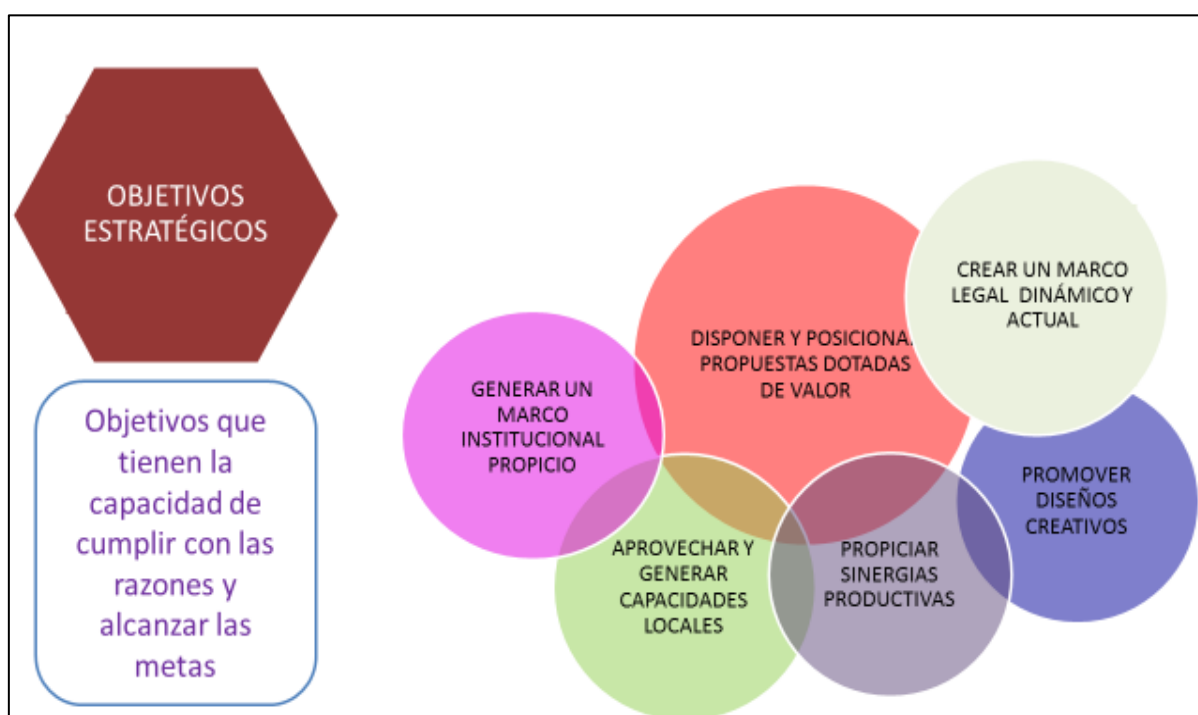 OBJETIVOS
ESTRATÉGICOS
Objetivos que
tienen la
capacidad de
cumplir con las
razones y
alcanzar las
metas
GENERAR UN
MARCO
INSTITUCIONAL
PROPICIO
DISPONER Y POSICIONA
PROPUESTAS DOTADAS
DE VALOR
CREAR UN MARCO
LEGAL DINÁMICO Y
ACTUAL
APROVECHAR Y
GENERAR
CAPACIDADES
LOCALES
PROPICIAR
SINERGIAS
PRODUCTIVAS
PROMOVER
DISEÑOS
CREATIVOS